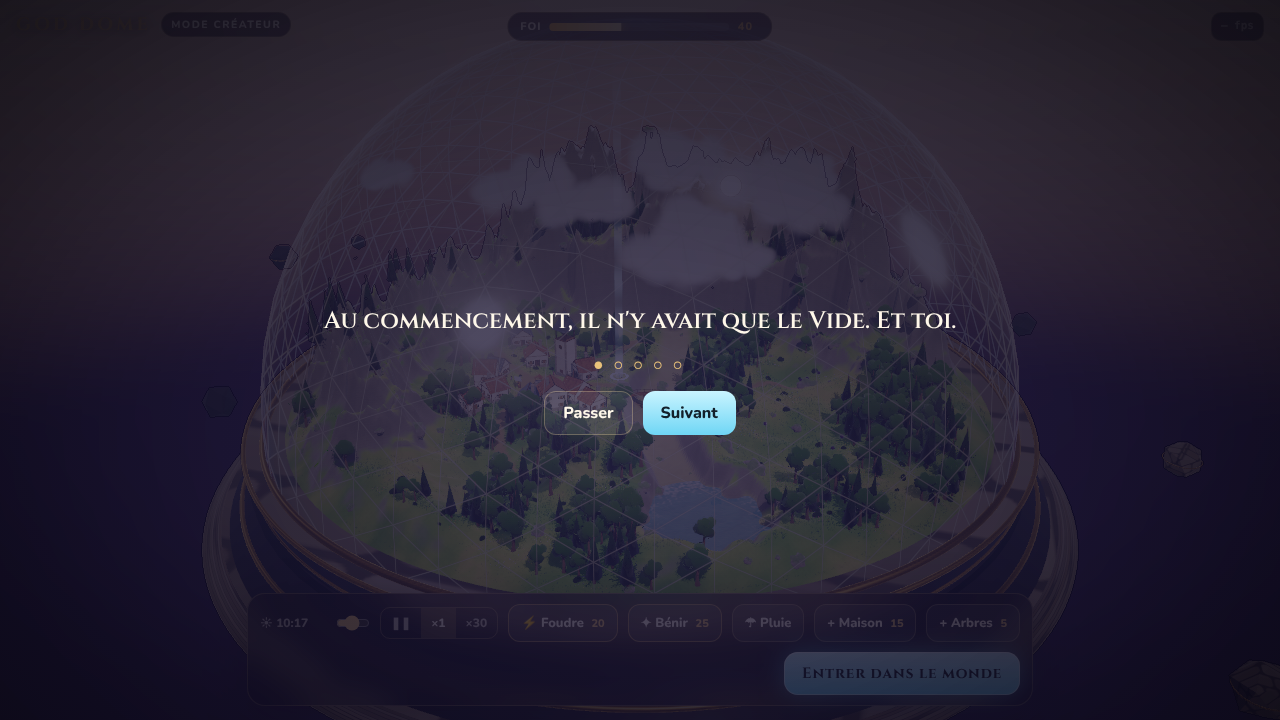 MODE CRÉATEUR
FOI 40
— fps
Au commencement, il n'y avait que le Vide. Et toi.
Passer
Suivant
10:17
×1
×30
Foudre 20
Bénir 25
Pluie
+ Maison 15
+ Arbres 5
Entrer dans le monde